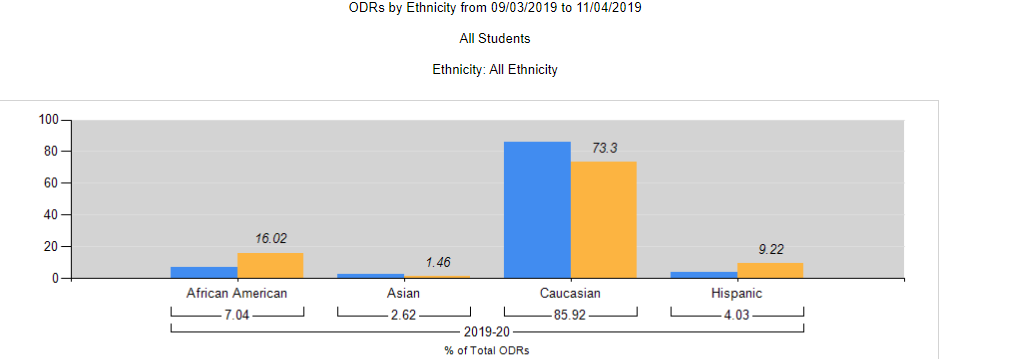 ODRs by Ethnicity from 09/03/2019 to 11/04/2019
All Students
Ethnicity: All Ethnicity
100
80
60
40
20
0
16.02
1.46
73.3
9.22
African American
Asian
Caucasian
Hispanic
7.04
2.62
85.92
4.03
2019-20
% of Total ODRs